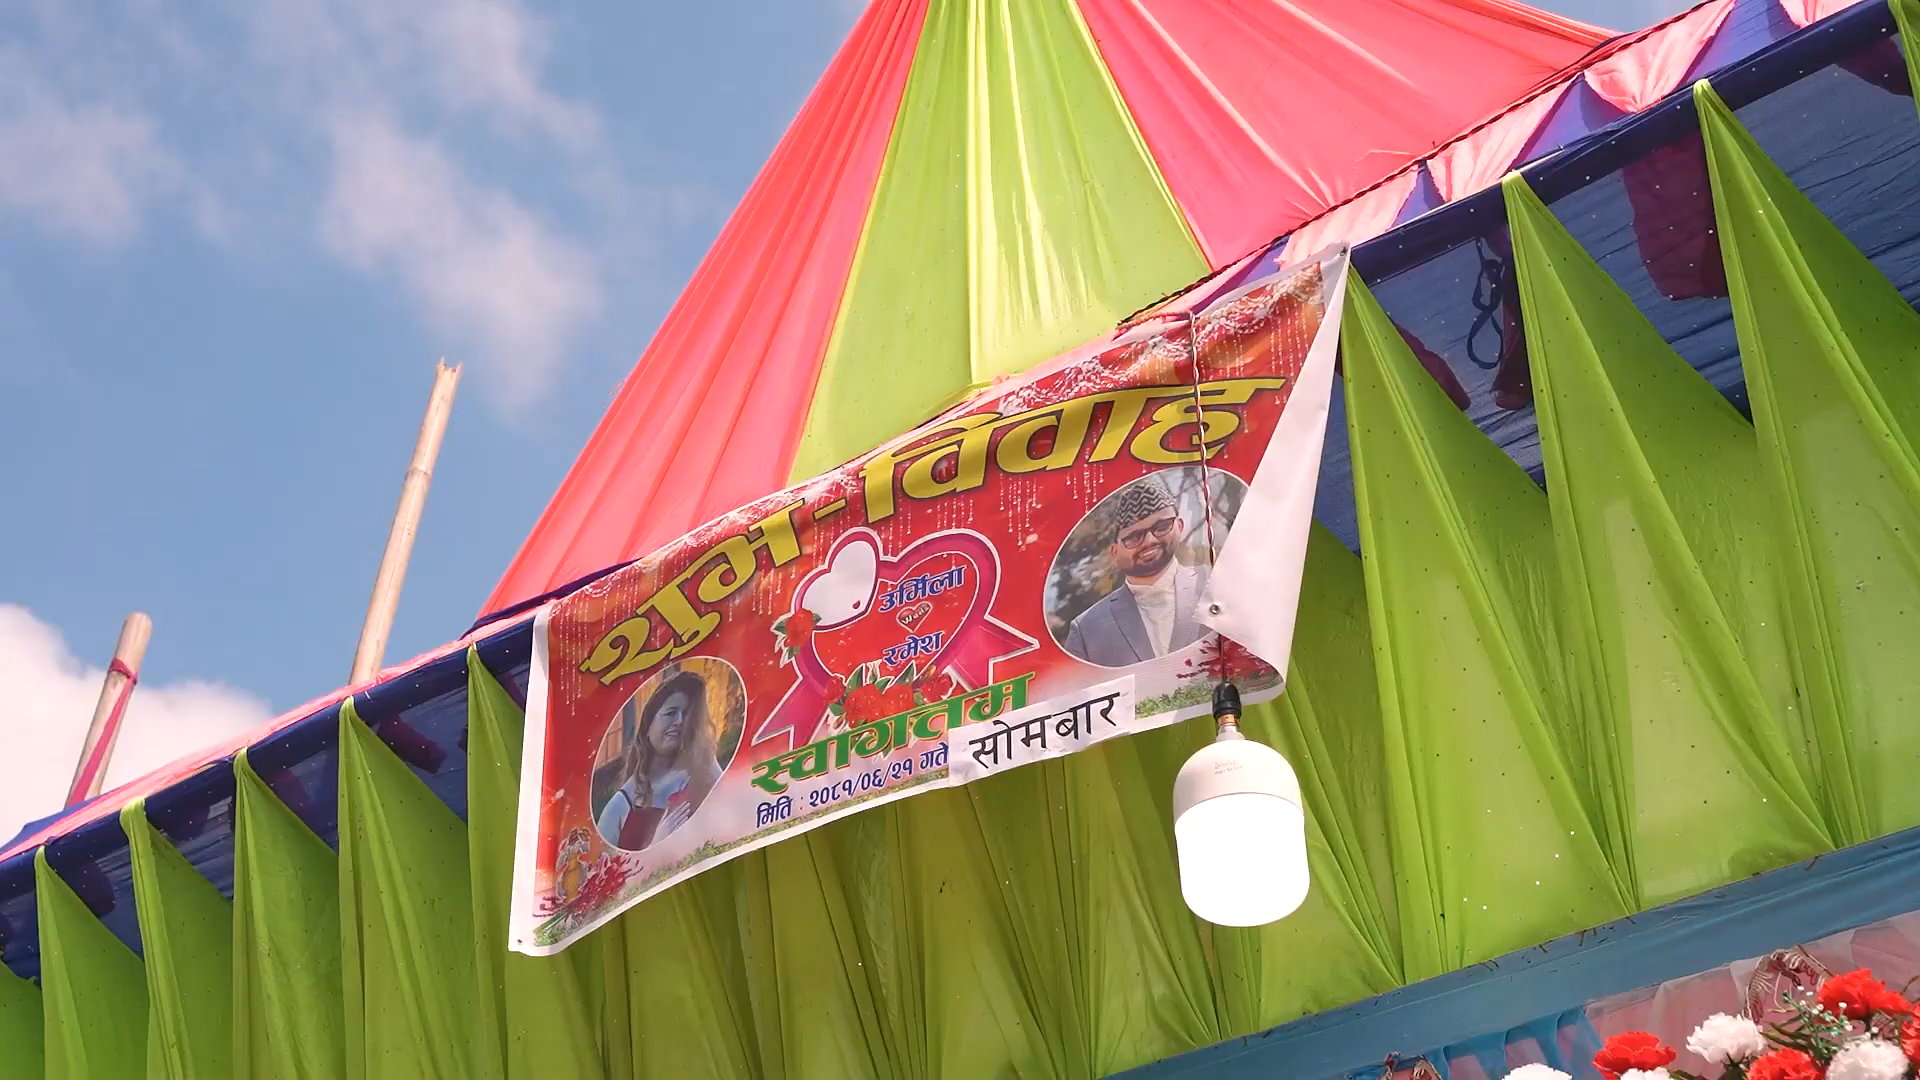 शुभ-विवाह
उर्मिला
Weds
रमेश
स्वागतम
मिति : २०८१/०६/२१ गते सोमबार